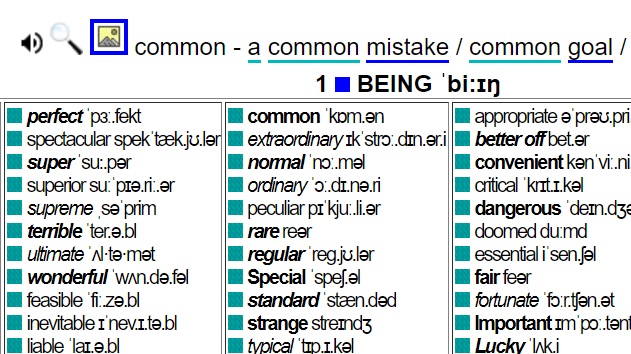 common - a common mistake / common goal /
1 BEING ˈbiːɪŋ
perfect ˈpɜː.fekt
spectacular spekˈtæk.jʊ.lər
super ˈsuː.pər
superior suːˈpɪə.riː.ər
supreme ˌsəˈprim
terrible ˈter.ə.bl
ultimate ˈʌl·tə·mət
wonderful ˈwʌn.də.fəl
feasible ˈfiː.zə.bl
inevitable ɪˈnev.ɪ.tə.bl
liable ˈlaɪ.ə.bl
common ˈkɒm.ən
extraordinary ɪkˈstrɔː.dɪn.ər.i
normal ˈnɔː.məl
ordinary ˈɔː.dɪ.nə.ri
peculiar pɪˈkjuː.li.ər
rare reər
regular ˈreg.jʊ.lər
Special ˈspeʃ.əl
standard ˈstæn.dəd
strange streɪndʒ
typical ˈtɪp.ɪ.kəl
appropriate əˈprəʊ.pri
better off bet.ər
convenient kənˈviː.ni
critical ˈkrɪt.ɪ.kəl
dangerous ˈdeɪn.dʒə
doomed duːmd
essential iˈsen.ʃəl
fair feər
fortunate ˈfɔːr.tʃən.ət
Important ɪmˈpɔː.tənt
Lucky ˈlʌk.i